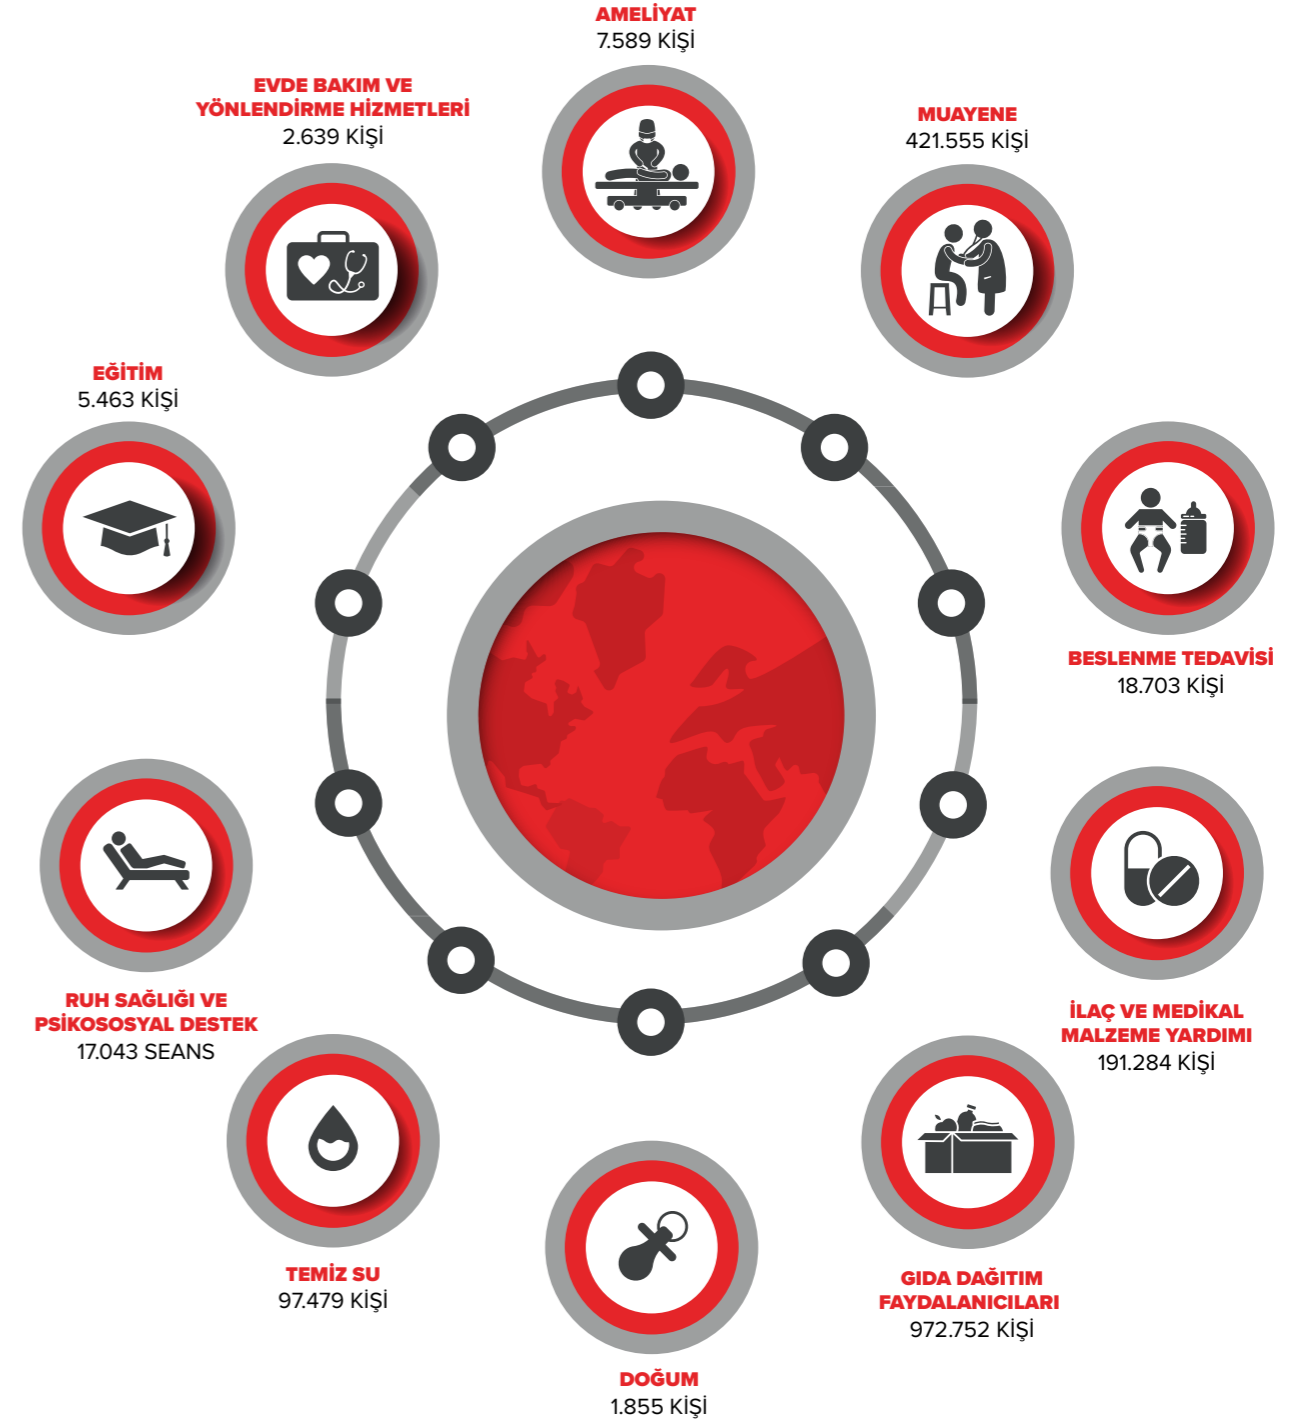 AMELİYAT
7.589 KİŞİ
EVDE BAKIM VE
YÖNLENDİRME HİZMETLERİ
2.639 KİŞİ
MUAYENE
421.555 KİŞİ
EĞİTİM
5.463 KİŞİ
BESLENME TEDAVİSİ
18.703 KİŞİ
RUH SAĞLIĞI VE
PSİKOSOSYAL DESTEK
17.043 SEANS
İLAÇ VE MEDİKAL
MALZEME YARDIMI
191.284 KİŞİ
TEMİZ SU
97.479 KİŞİ
GIDA DAĞITIM
FAYDALANICILARI
972.752 KİŞİ
DOĞUM
1.855 KİŞİ